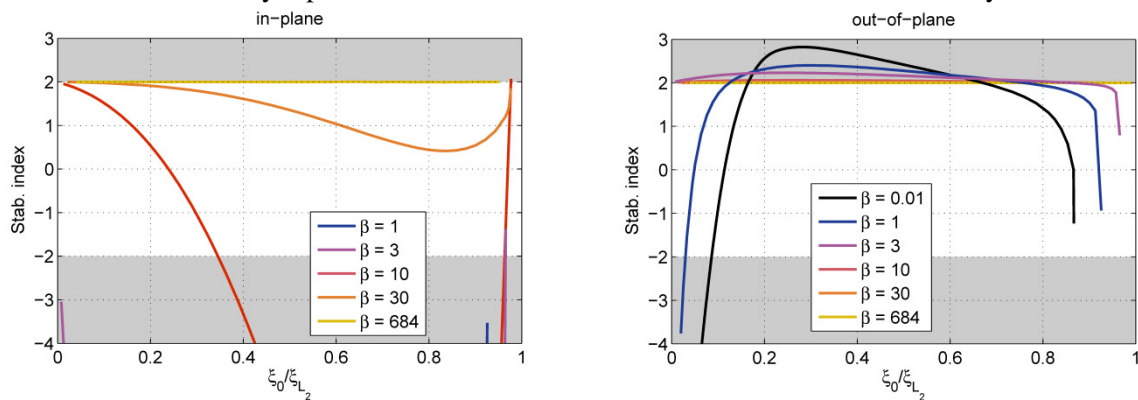 in-plane
3
2
1
0
−1
−2
−3
−4
Stab. index
β = 1
β = 3
β = 10
β = 30
β = 684
0 0.2 0.4 0.6 0.8 1
ξ0/ξL2
out-of-plane
3
2
1
0
−1
−2
−3
−4
Stab. index
β = 0.01
β = 1
β = 3
β = 10
β = 30
β = 684
0 0.2 0.4 0.6 0.8 1
ξ0/ξL2